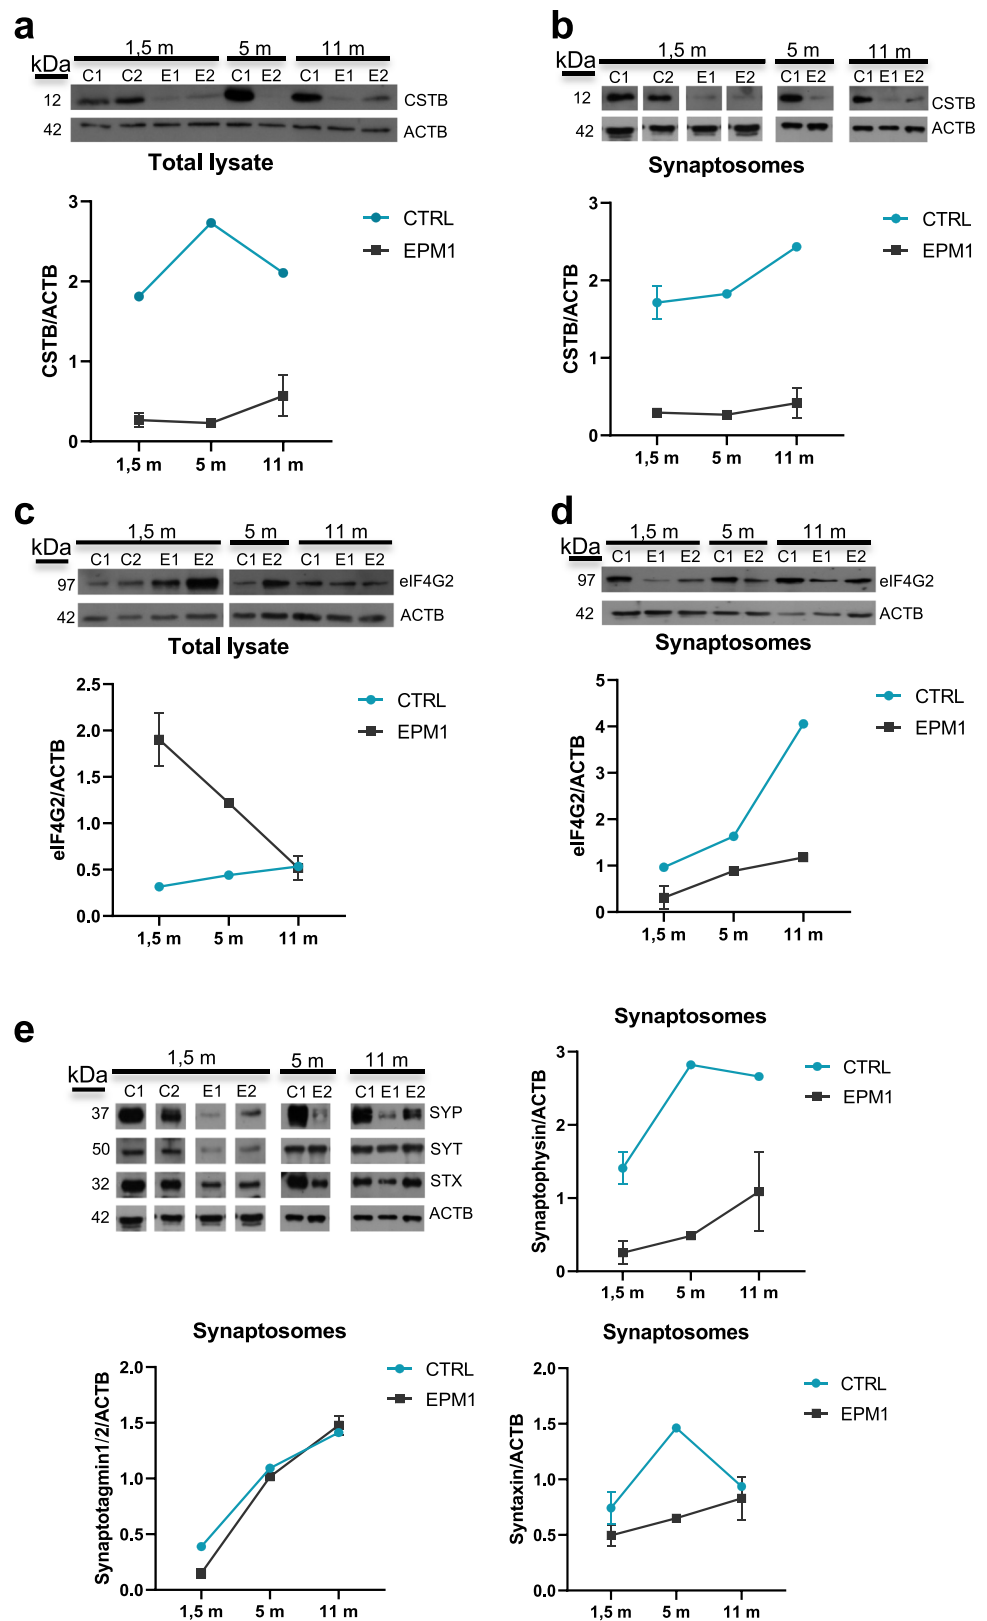 a
1,5 m 5 m 11 m
kDa
C1 C2 E1 E2 C1 E2 C1 E1 E2
12 CSTB
42 ACTB
Total lysate
3
2
1
0
CSTB/ACTB
1,5 m 5 m 11 m
CTRL
EPM1
b
1,5 m 5 m 11 m
kDa
C1 C2 E1 E2 C1 E2 C1 E1 E2
12 CSTB
42 ACTB
Synaptosomes
3
2
1
0
CSTB/ACTB
1,5 m 5 m 11 m
CTRL
EPM1
c
1,5 m 5 m 11 m
kDa
C1 C2 E1 E2 C1 E2 C1 E1 E2
97 eIF4G2
42 ACTB
Total lysate
2.5
2.0
1.5
1.0
0.5
0.0
eIF4G2/ACTB
1,5 m 5 m 11 m
CTRL
EPM1
d
1,5 m 5 m 11 m
kDa
C1 E1 E2 C1 E2 C1 E1 E2
97 eIF4G2
42 ACTB
Synaptosomes
5
4
3
2
1
0
eIF4G2/ACTB
1,5 m 5 m 11 m
CTRL
EPM1
e
1,5 m 5 m 11 m
kDa
C1 C2 E1 E2 C1 E2 C1 E1 E2
37 SYP
50 SYT
32 STX
42 ACTB
Synaptosomes
3
2
1
0
Synaptophysin/ACTB
1,5 m 5 m 11 m
CTRL
EPM1
Synaptosomes
2.0
1.5
1.0
0.5
0.0
Synaptotagmin1/2/ACTB
1,5 m 5 m 11 m
CTRL
EPM1
Synaptosomes
2.0
1.5
1.0
0.5
0.0
Syntaxin/ACTB
1,5 m 5 m 11 m
CTRL
EPM1